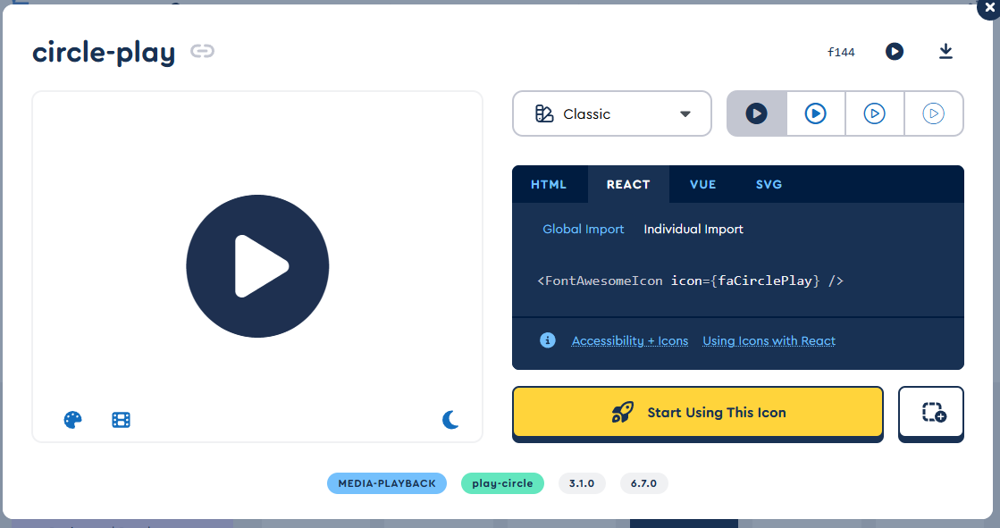 circle-play
f144
Classic
HTML REACT VUE SVG
Global Import Individual Import
<FontAwesomeIcon icon={faCirclePlay} />
Accessibility + Icons Using Icons with React
Start Using This Icon
MEDIA-PLAYBACK play-circle 3.1.0 6.7.0